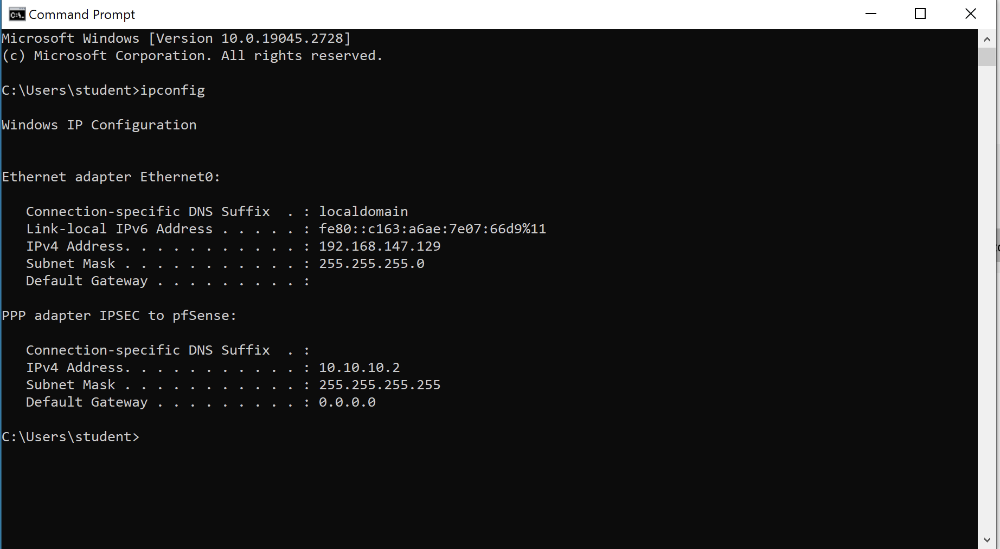 Command Prompt
Microsoft Windows [Version 10.0.19045.2728]
(c) Microsoft Corporation. All rights reserved.
C:\Users\student>ipconfig
Windows IP Configuration
Ethernet adapter Ethernet0:
   Connection-specific DNS Suffix  . : localdomain
   Link-local IPv6 Address . . . . . : fe80::c163:a6ae:7e07:66d9%11
   IPv4 Address. . . . . . . . . . . : 192.168.147.129
   Subnet Mask . . . . . . . . . . . : 255.255.255.0
   Default Gateway . . . . . . . . . :
PPP adapter IPSEC to pfSense:
   Connection-specific DNS Suffix  . :
   IPv4 Address. . . . . . . . . . . : 10.10.10.2
   Subnet Mask . . . . . . . . . . . : 255.255.255.255
   Default Gateway . . . . . . . . . : 0.0.0.0
C:\Users\student>